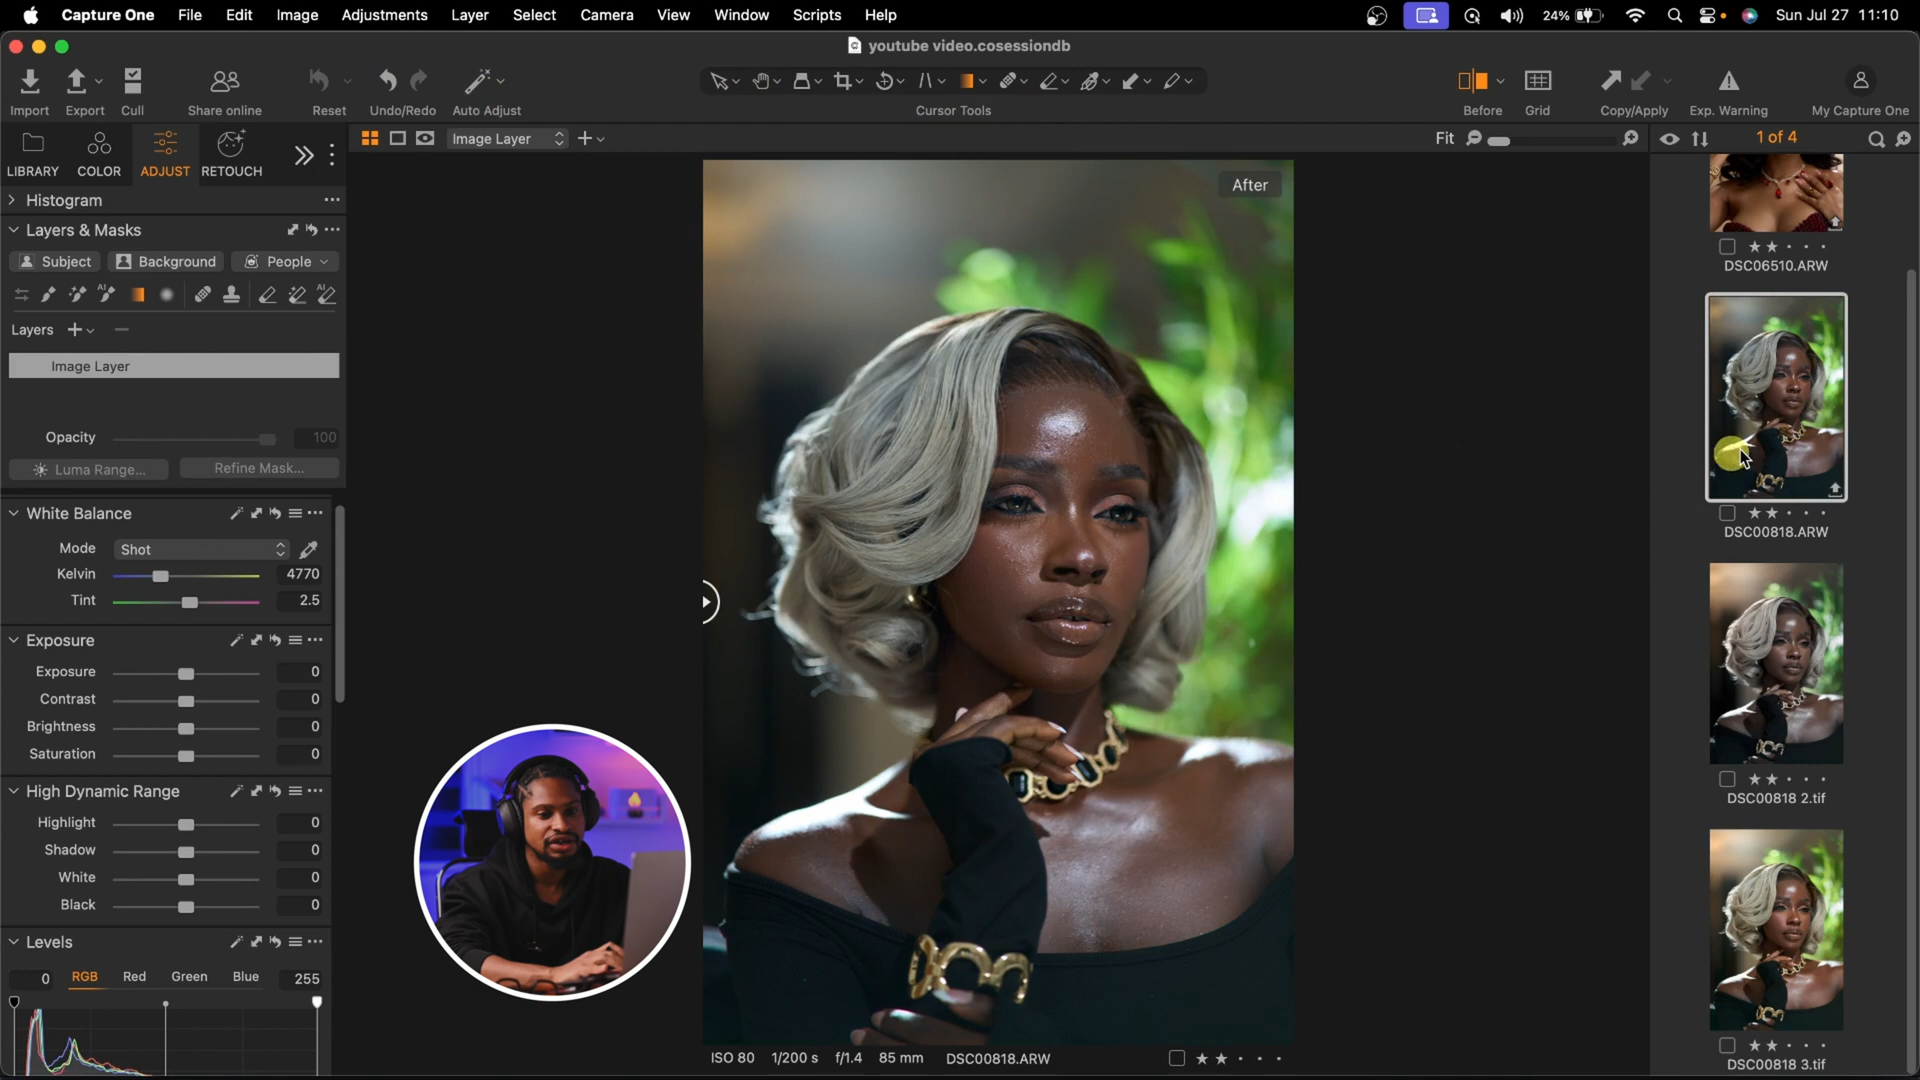 Capture One File Edit Image Adjustments Layer Select Camera View Window Scripts Help 24% Sun Jul 27 11:10
youtube video.cosessiondb
Import Export Cull Share online Reset Undo/Redo Auto Adjust Cursor Tools Before Grid Copy/Apply Exp. Warning My Capture One
LIBRARY COLOR ADJUST RETOUCH
Image Layer
Fit
1 of 4
Histogram
Layers & Masks
Subject Background People
AI AI
Layers
Image Layer
Opacity 100
Luma Range... Refine Mask...
White Balance
Mode Shot
Kelvin 4770
Tint 2.5
Exposure
Exposure 0
Contrast 0
Brightness 0
Saturation 0
High Dynamic Range
Highlight 0
Shadow 0
White 0
Black 0
Levels
0 RGB Red Green Blue 255
After
ISO 80 1/200 s f/1.4 85 mm DSC00818.ARW
DSC06510.ARW
DSC00818.ARW
DSC00818 2.tif
DSC00818 3.tif